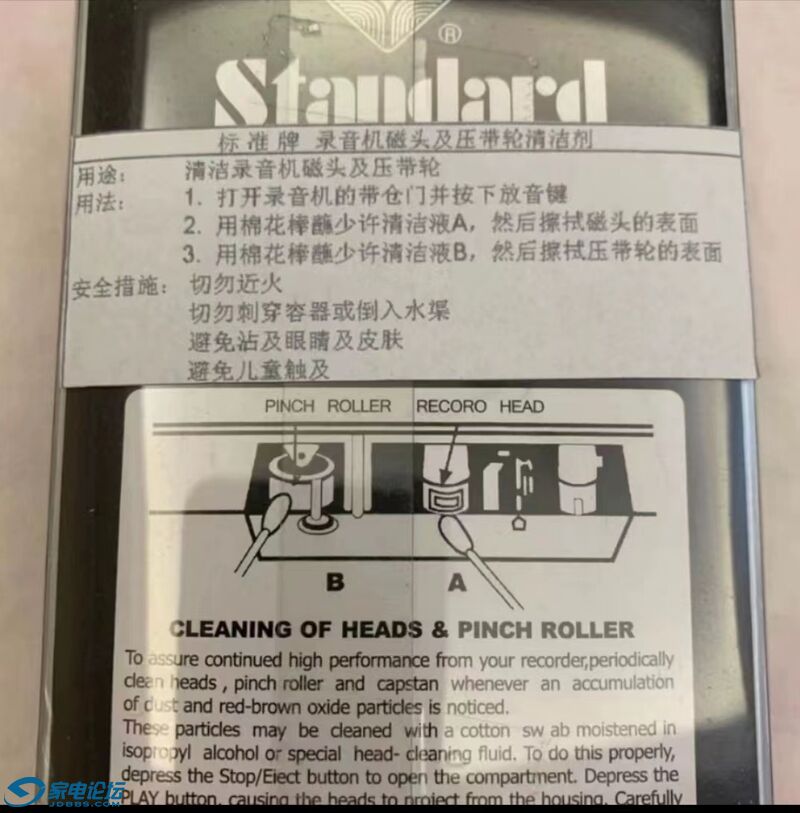 ®
Standard
标准牌 录音机磁头及压带轮清洁剂
用途: 清洁录音机磁头及压带轮
用法: 1. 打开录音机的带仓门并按下放音键
2. 用棉花棒蘸少许清洁液A，然后擦拭磁头的表面
3. 用棉花棒蘸少许清洁液B，然后擦拭压带轮的表面
安全措施: 切勿近火
切勿刺穿容器或倒入水渠
避免沾及眼睛及皮肤
避免儿童触及
PINCH ROLLER RECORO HEAD
B A
CLEANING OF HEADS & PINCH ROLLER
To assure continued high performance from your recorder,periodically
clean heads , pinch roller and capstan whenever an accumulation
of dust and red-brown oxide particles is noticed.
These particles may be cleaned with a cotton sw ab moistened in
isopropyl alcohol or special head- cleaning fluid. To do this properly,
depress the Stop/Eject button to open the compartment. Depress the
PLAY button, causing the heads to project from the housing. Carefully
家电论坛
JDBBS.COM